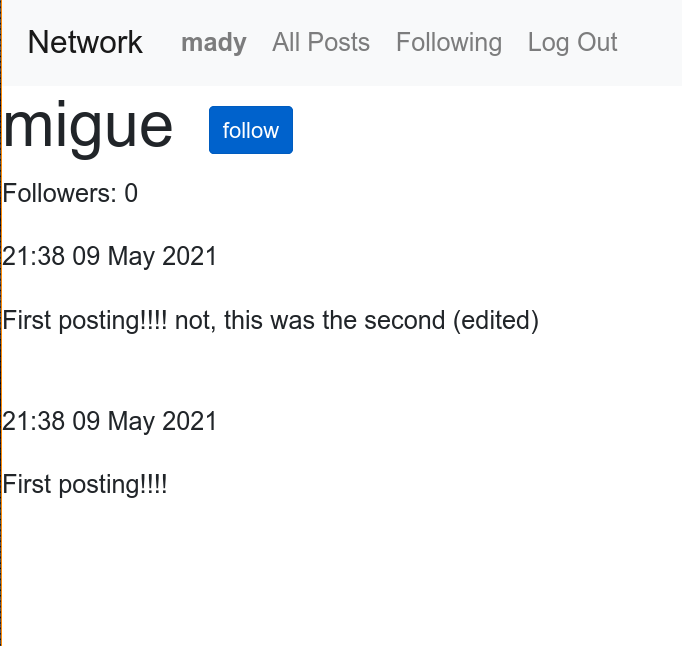 Network mady All Posts Following Log Out
migue follow
Followers: 0
21:38 09 May 2021
First posting!!!! not, this was the second (edited)
21:38 09 May 2021
First posting!!!!